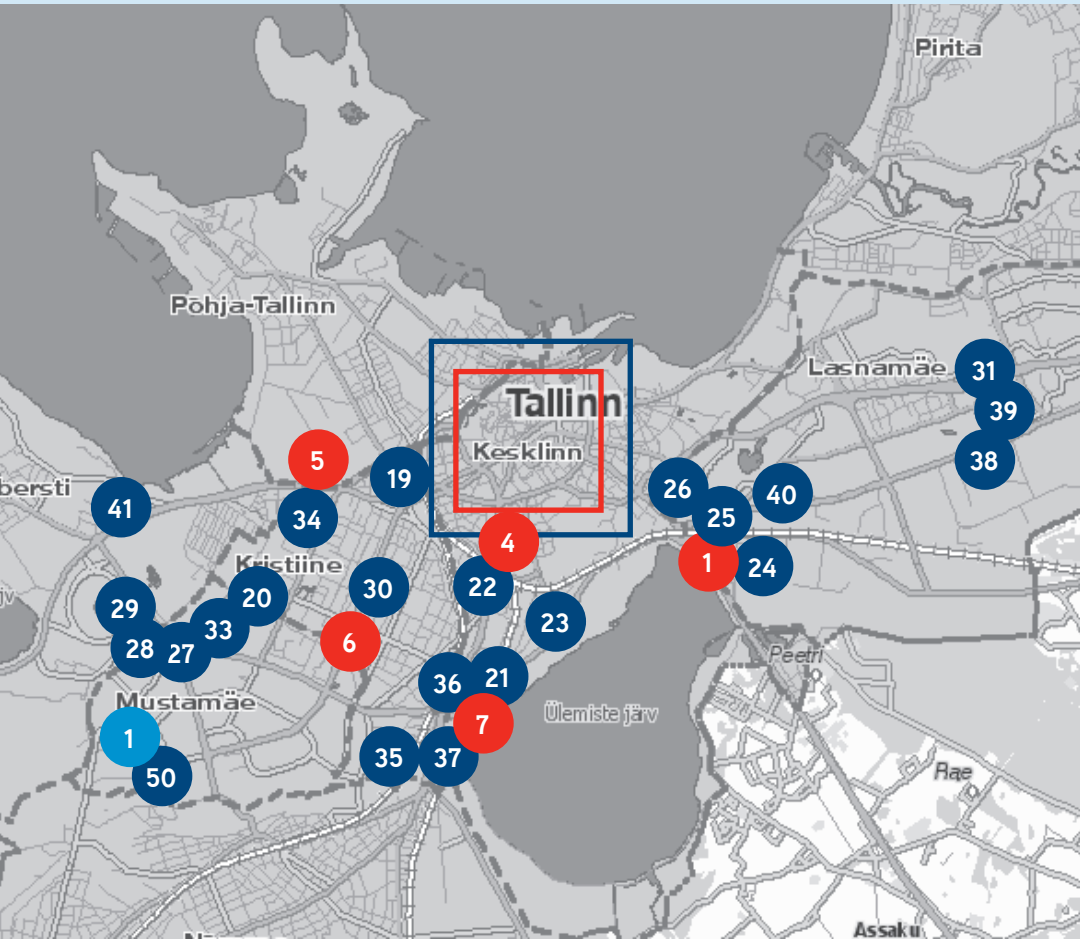 Pirita
Põhja-Tallinn
Lasnamäe
31
Tallinn
39
Kesklinn
5
38
19
bersti
26
40
41
34
25
4
Kristiine
1
24
30
22
jv
20
29
23
33
6
28
27
21
36
Peetri
Mustamäe
Ülemiste järv
7
1
35
37
50
Rae
Assaku